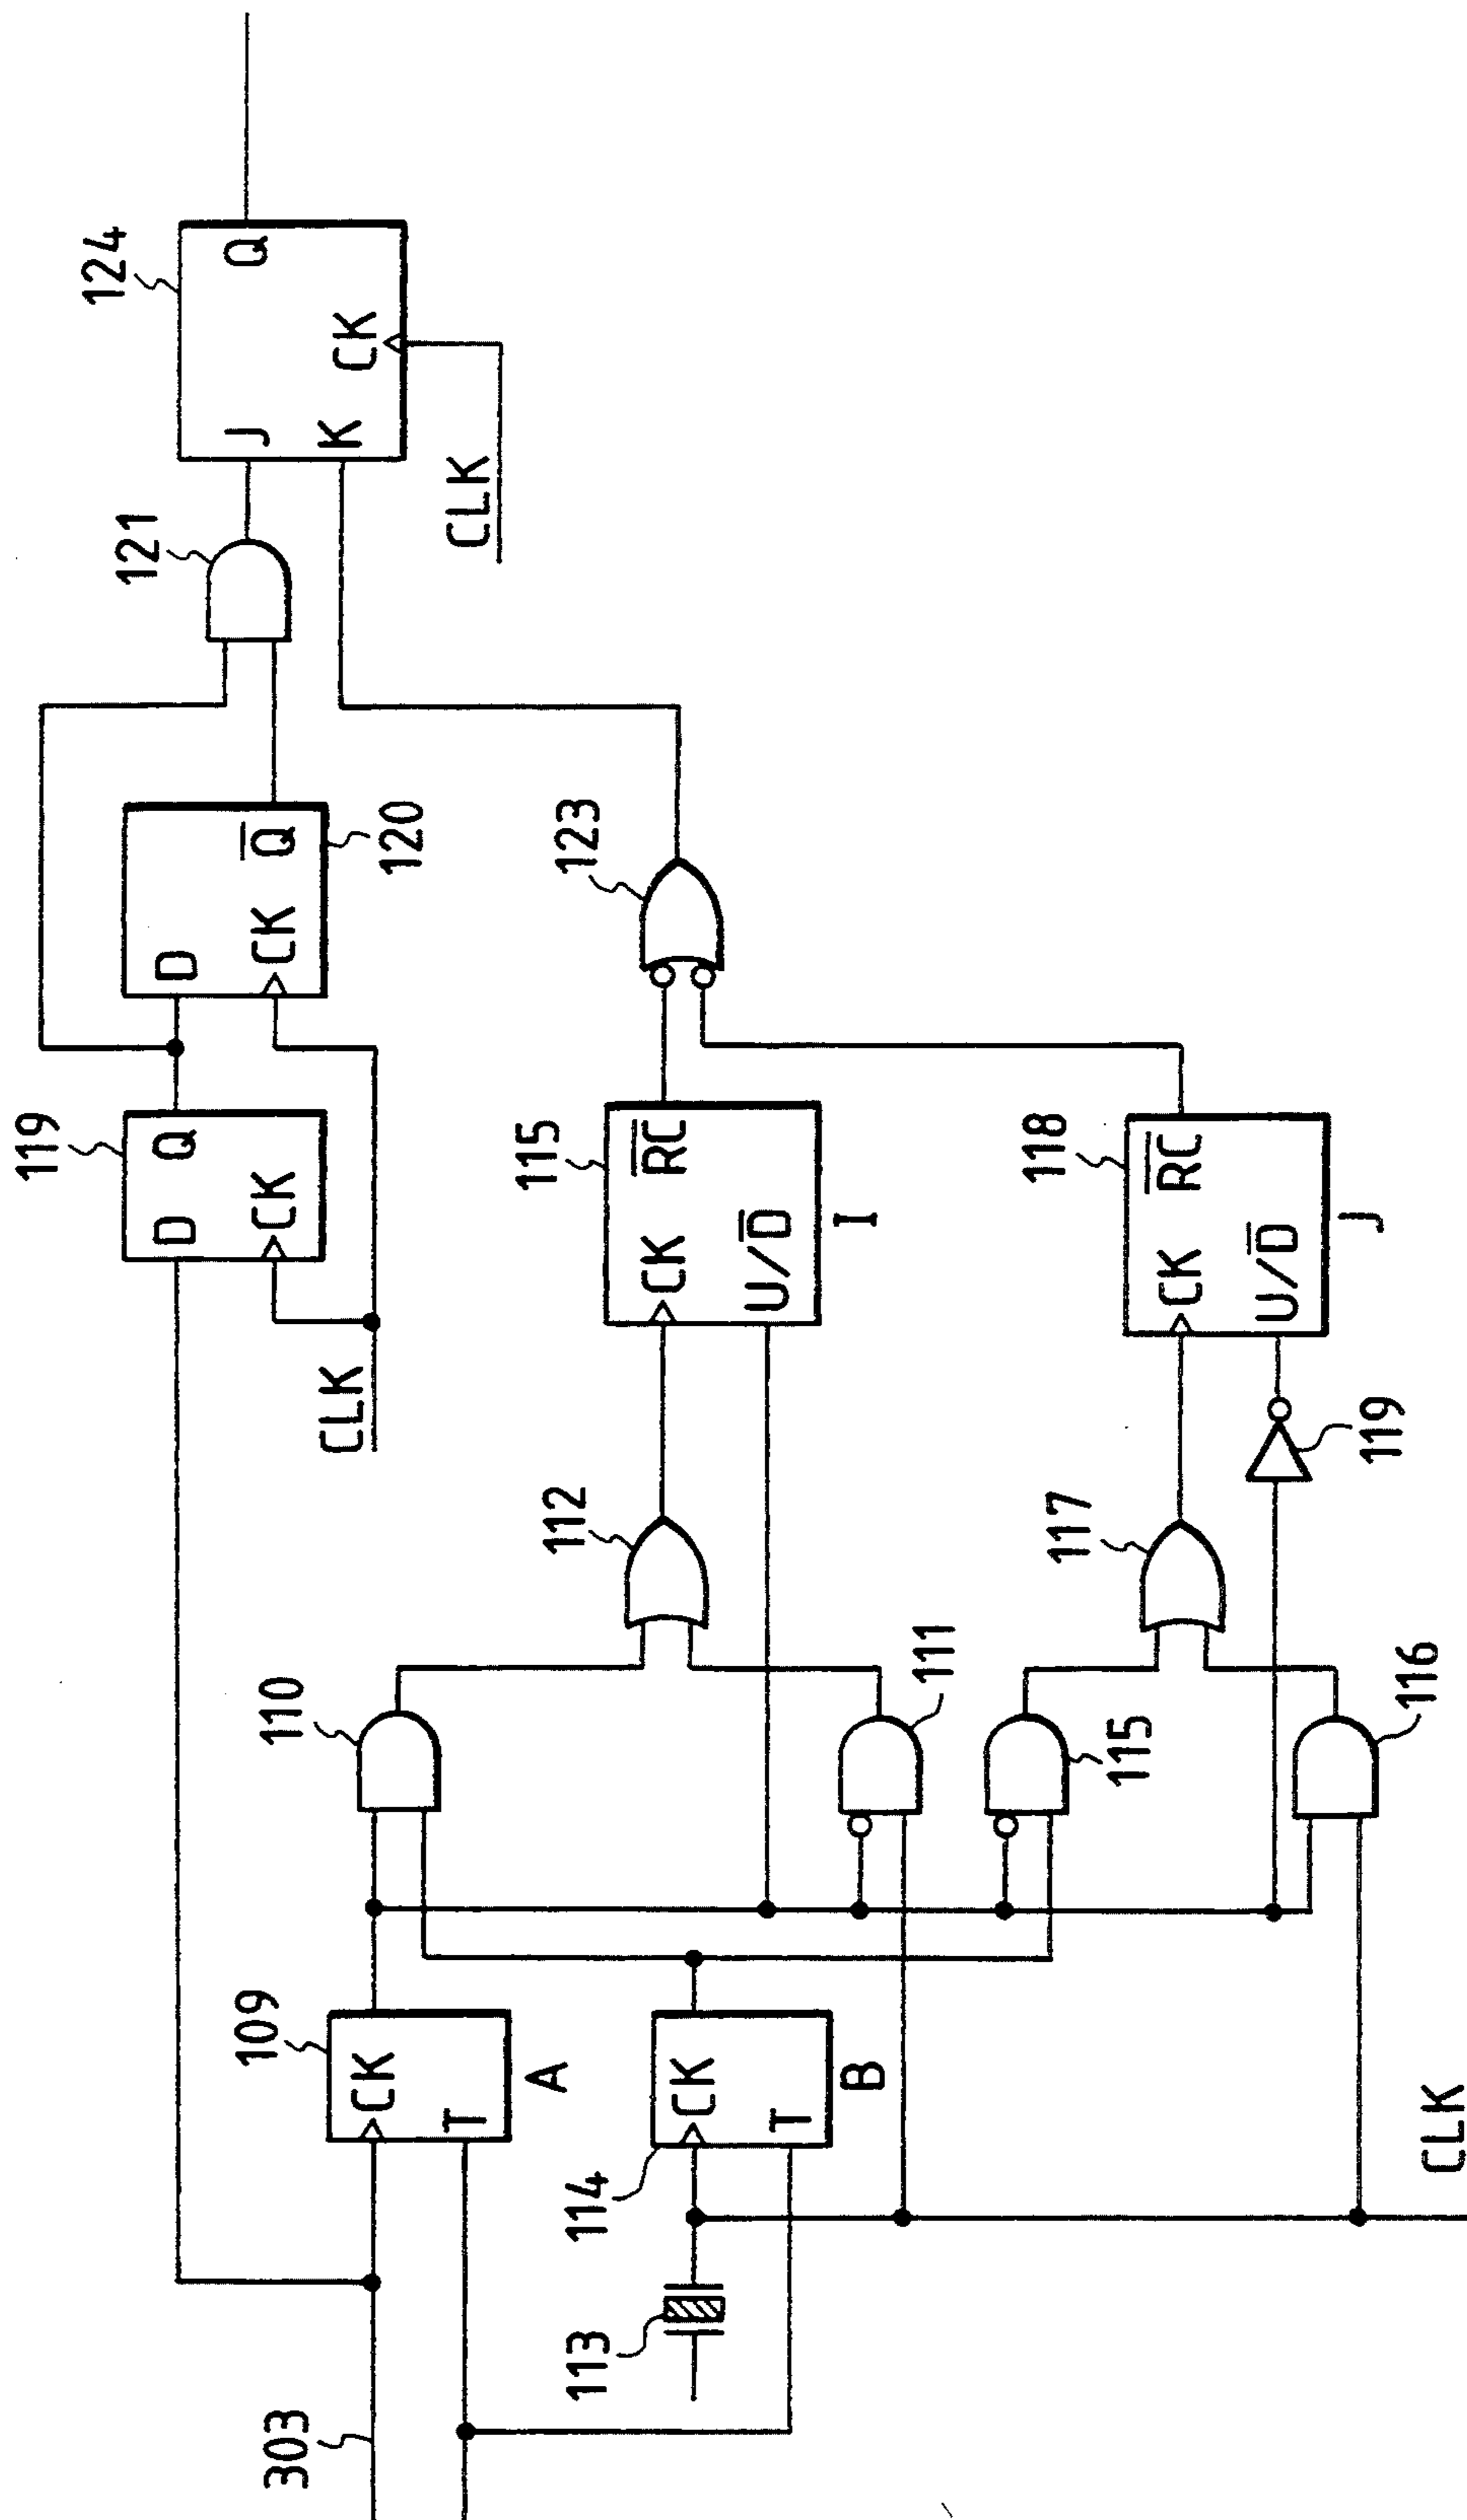 303
109
CK
T
A
113
114
CK
T
B
CLK
110
111
115
116
112
117
119
CLK
119
D
Q
CK
D
Q̅
CK
120
115
CK
R̅C̅
U/D̅
I
118
CK
R̅C̅
U/D̅
J
123
121
124
J
Q
K
CK
CLK